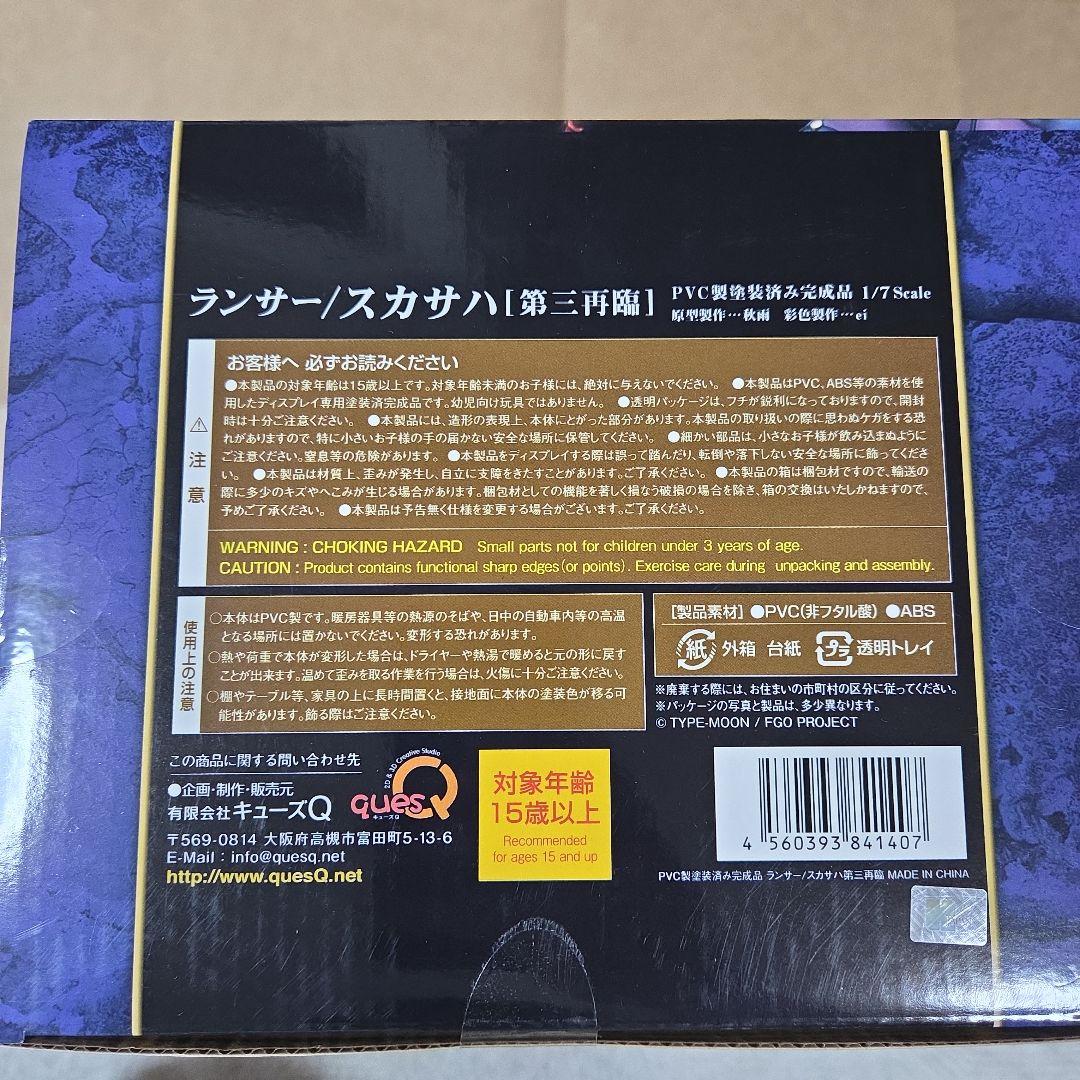 ランサー/スカサハ[第三再臨] PVC製塗装済み完成品 1/7 Scale
原型製作…秋雨 彩色製作…ei
⚠注意
お客様へ 必ずお読みください
●本製品の対象年齢は15歳以上です。対象年齢未満のお子様には、絶対に与えないでください。 ●本製品はPVC、ABS等の素材を使
用したディスプレイ専用塗装済完成品です。幼児向け玩具ではありません。 ●透明パッケージは、フチが鋭利になっておりますので、開封
時は十分ご注意ください。 ●本製品には、造形の表現上、本体にとがった部分があります。本製品の取り扱いの際に思わぬケガをする恐
れがありますので、特に小さいお子様の手の届かない安全な場所に保管してください。 ●細かい部品は、小さなお子様が飲み込まぬように
ご注意ください。窒息等の危険があります。 ●本製品をディスプレイする際は誤って踏んだり、転倒や落下しない安全な場所に飾ってくださ
い。 ●本製品は材質上、歪みが発生し、自立に支障をきたすことがあります。ご了承ください。 ●本製品の箱は梱包材ですので、輸送の
際に多少のキズやへこみが生じる場合があります。梱包材としての機能を著しく損なう破損の場合を除き、箱の交換はいたしかねますので、
予めご了承ください。 ●本製品は予告無く仕様を変更する場合がございます。ご了承ください。
WARNING : CHOKING HAZARD Small parts not for children under 3 years of age.
CAUTION : Product contains functional sharp edges(or points). Exercise care during unpacking and assembly.
使用上の注意
○本体はPVC製です。暖房器具等の熱源のそばや、日中の自動車内等の高温
となる場所には置かないでください。変形する恐れがあります。
○熱や荷重で本体が変形した場合は、ドライヤーや熱湯で暖めると元の形に戻す
ことが出来ます。温めて歪みを取る作業を行う場合は、火傷に十分ご注意ください。
○棚やテーブル等、家具の上に長時間置くと、接地面に本体の塗装色が移る可
能性があります。飾る際はご注意ください。
[製品素材] ●PVC(非フタル酸) ●ABS
紙 外箱 台紙 プラ 透明トレイ
※廃棄する際には、お住まいの市町村の区分に従ってください。
※パッケージの写真と製品は、多少異なります。
© TYPE-MOON / FGO PROJECT
この商品に関する問い合わせ先
●企画・制作・販売元
有限会社キューズQ
〒569-0814 大阪府高槻市富田町5-13-6
E-Mail : info@quesq.net
http://www.quesQ.net
2D & 3D Creative Studio
quesQ
キューズQ
対象年齢
15歳以上
Recommended
for ages 15 and up
4 560393 841407
PVC製塗装済み完成品 ランサー/スカサハ第三再臨 MADE IN CHINA